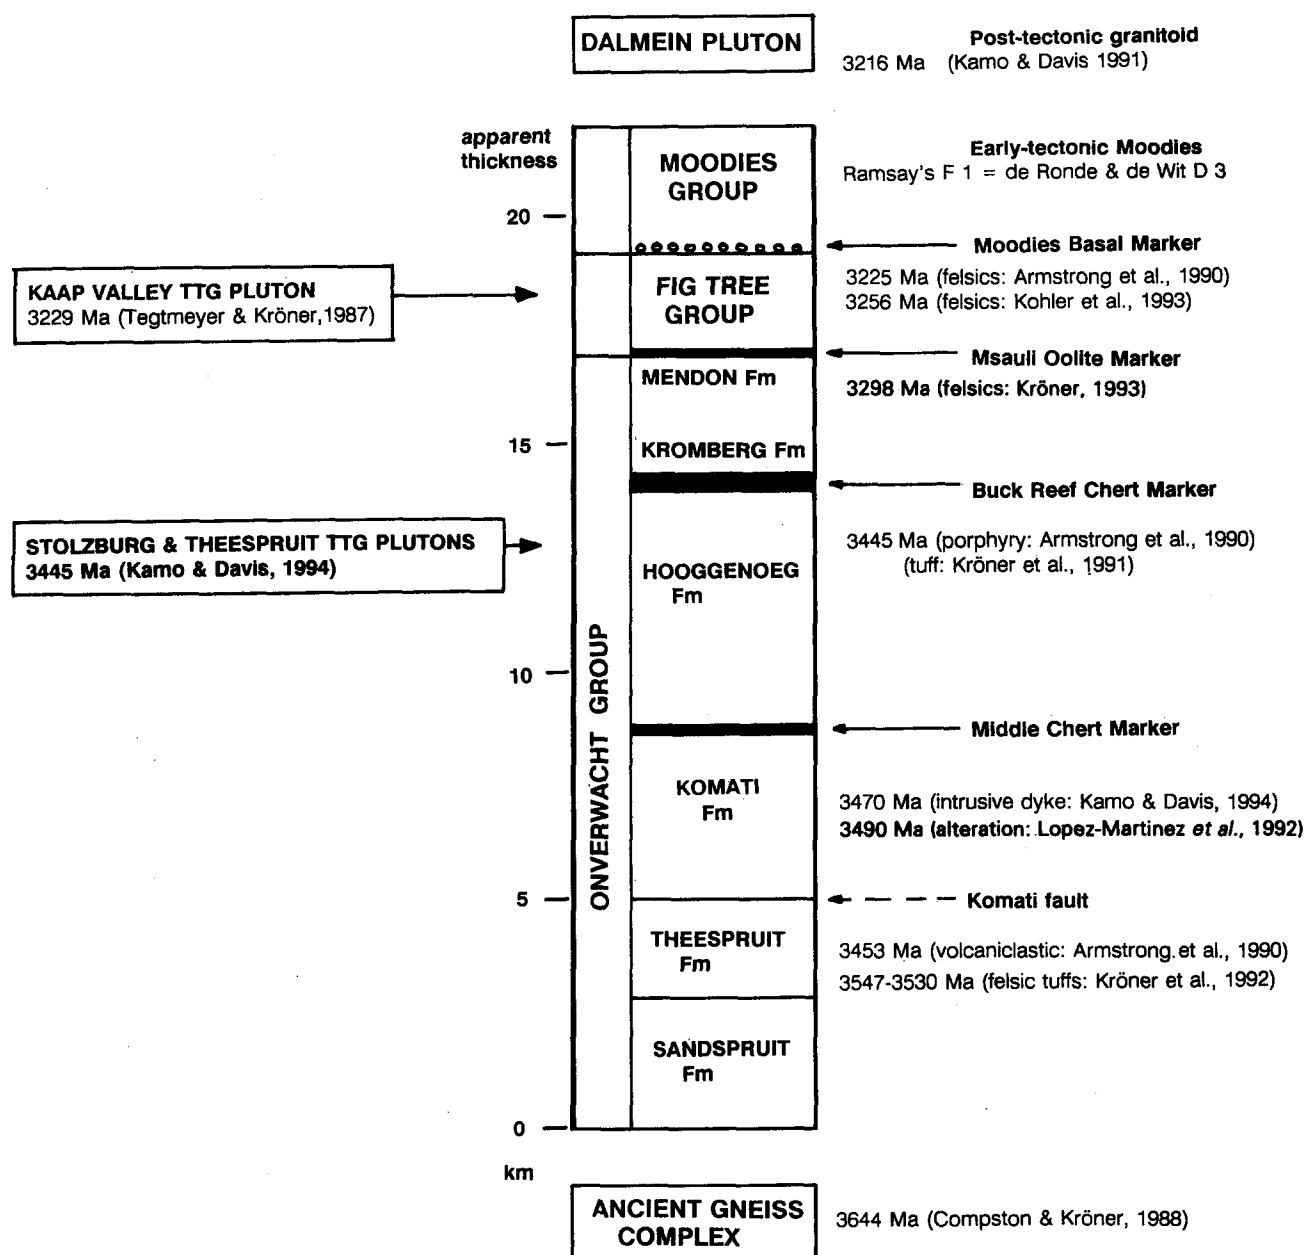 DALMEIN PLUTON
Post-tectonic granitoid
3216 Ma (Kamo & Davis 1991)
apparent
thickness
MOODIES
GROUP
Early-tectonic Moodies
Ramsay's F 1 = de Ronde & de Wit D 3
20
Moodies Basal Marker
KAAP VALLEY TTG PLUTON
3229 Ma (Tegtmeyer & Kröner,1987)
FIG TREE
GROUP
3225 Ma (felsics: Armstrong et al., 1990)
3256 Ma (felsics: Kohler et al., 1993)
Msauli Oolite Marker
MENDON Fm
3298 Ma (felsics: Kröner, 1993)
15
KROMBERG Fm
Buck Reef Chert Marker
STOLZBURG & THEESPRUIT TTG PLUTONS
3445 Ma (Kamo & Davis, 1994)
HOOGGENOEG
Fm
3445 Ma (porphyry: Armstrong et al., 1990)
(tuff: Kröner et al., 1991)
ONVERWACHT GROUP
10
Middle Chert Marker
KOMATI
Fm
3470 Ma (intrusive dyke: Kamo & Davis, 1994)
3490 Ma (alteration: Lopez-Martinez et al., 1992)
5
Komati fault
THEESPRUIT
Fm
3453 Ma (volcaniclastic: Armstrong et al., 1990)
3547-3530 Ma (felsic tuffs: Kröner et al., 1992)
SANDSPRUIT
Fm
0
km
ANCIENT GNEISS
COMPLEX
3644 Ma (Compston & Kröner, 1988)